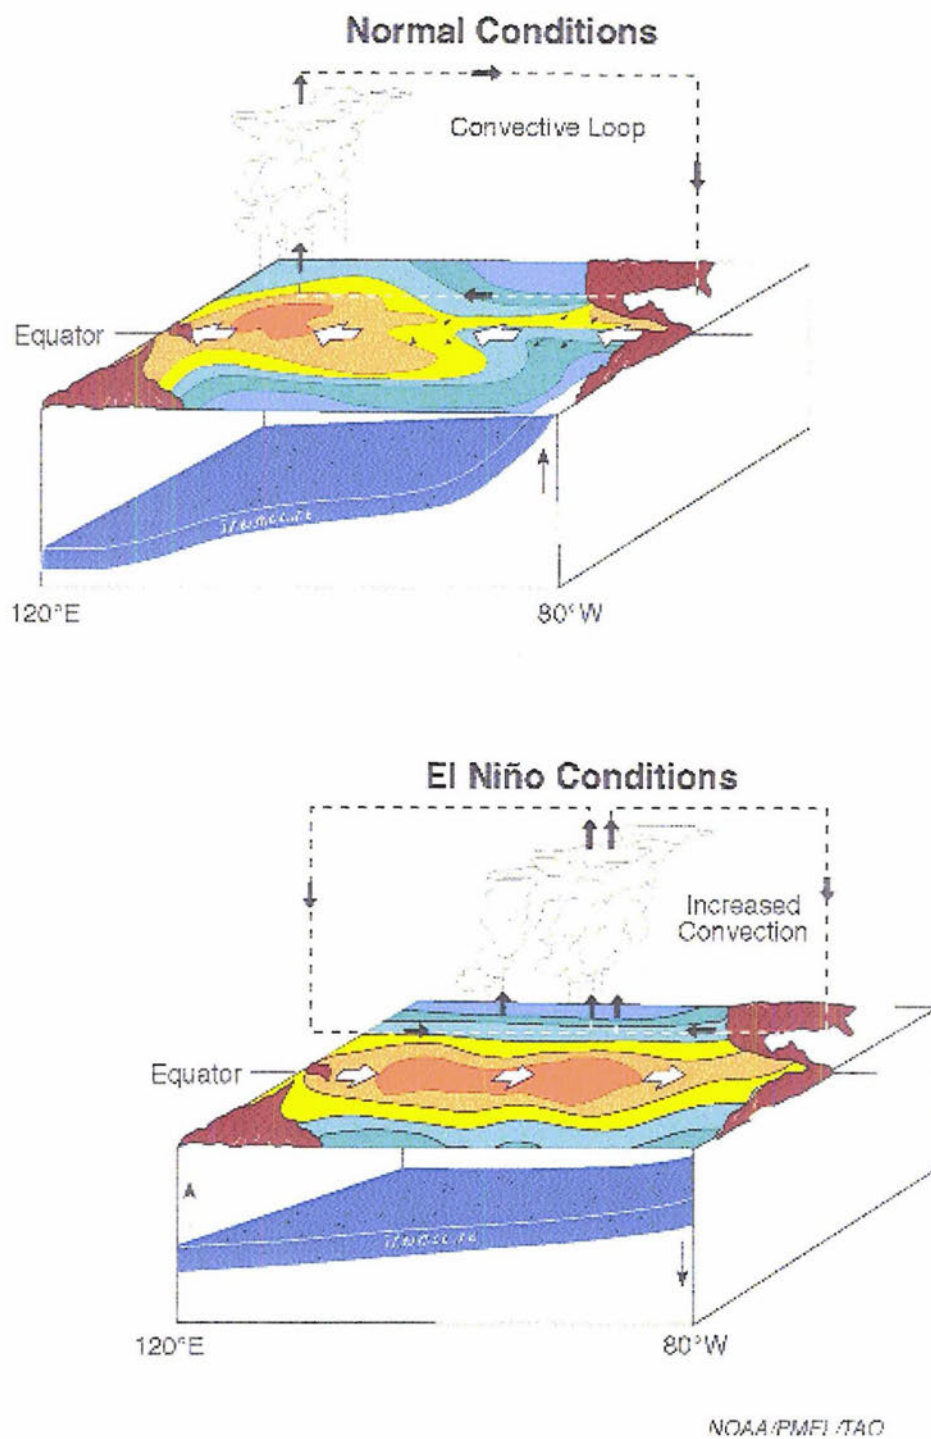 Normal Conditions
Convective Loop
Equator
120°E
80°W
El Niño Conditions
Increased
Convection
Equator
120°E
80°W
NOAA/PMEL/TAO